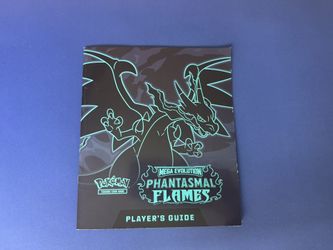 MEGA EVOLUTION
PHANTASMAL
FLAMES
Pokémon
TRADING CARD GAME
PLAYER'S GUIDE